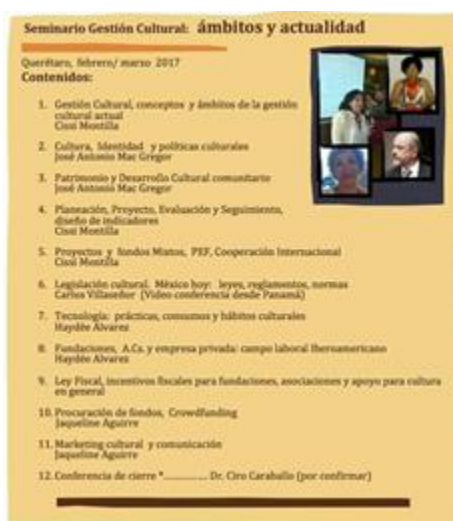 Seminario Gestión Cultural: ámbitos y actualidad
Querétaro, febrero/ marzo 2017
Contenidos:
1. Gestión Cultural, conceptos y ámbitos de la gestión
cultural actual
Cissi Montilla
2. Cultura, Identidad y políticas culturales
José Antonio Mac Gregor
3. Patrimonio y Desarrollo Cultural comunitario
José Antonio Mac Gregor
4. Planeación, Proyecto, Evaluación y Seguimiento,
diseño de indicadores
Cissi Montilla
5. Proyectos y fondos Mixtos, PEF, Cooperación Internacional
Cissi Montilla
6. Legislación cultural. México hoy: leyes, reglamentos, normas
Carlos Villaseñor (Video conferencia desde Panamá)
7. Tecnología: prácticas, consumos y hábitos culturales
Haydée Álvarez
8. Fundaciones, A.Cs. y empresa privada: campo laboral Iberoamericano
Haydée Álvarez
9. Ley Fiscal, incentivos fiscales para fundaciones, asociaciones y apoyo para cultura
en general
10. Procuración de fondos, Crowdfunding
Jaqueline Aguirre
11. Marketing cultural y comunicación
Jaqueline Aguirre
12. Conferencia de cierre *................ Dr. Ciro Caraballo (por confirmar)